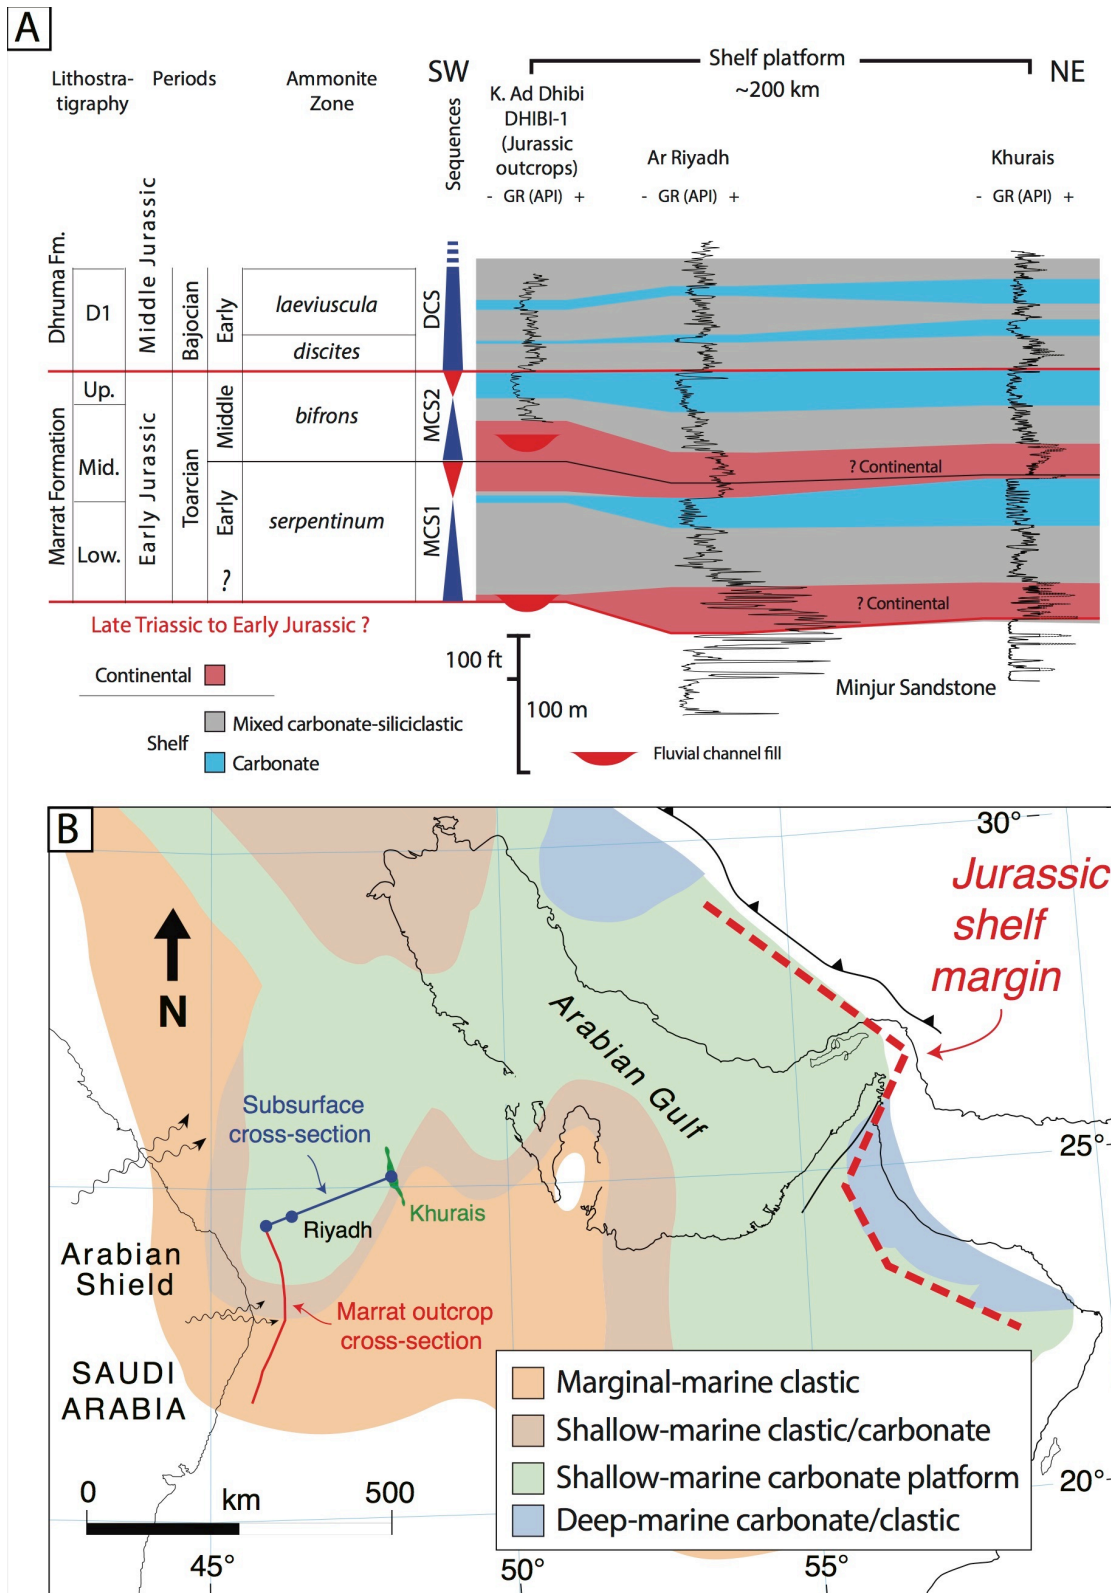 A
Lithostra-
tigraphy
Periods
Ammonite
Zone
SW
Sequences
Shelf platform
~200 km
NE
K. Ad Dhibi
DHIBI-1
(Jurassic
outcrops)
Ar Riyadh
Khurais
- GR (API) +
- GR (API) +
- GR (API) +
Dhruma Fm.
D1
Middle Jurassic
Bajocian
Early
laeviuscula
discites
DCS
Marrat Formation
Up.
Mid.
Low.
Early Jurassic
Toarcian
Middle
Early
?
bifrons
serpentinum
MCS2
MCS1
? Continental
? Continental
Late Triassic to Early Jurassic ?
Minjur Sandstone
100 ft
100 m
Continental
Shelf
Mixed carbonate-siliciclastic
Carbonate
Fluvial channel fill
B
30°
Jurassic
shelf
margin
N
Arabian Gulf
Subsurface
cross-section
25°
Khurais
Riyadh
Arabian
Shield
Marrat outcrop
cross-section
SAUDI
ARABIA
Marginal-marine clastic
Shallow-marine clastic/carbonate
Shallow-marine carbonate platform
Deep-marine carbonate/clastic
20°
0 km 500
45°
50°
55°